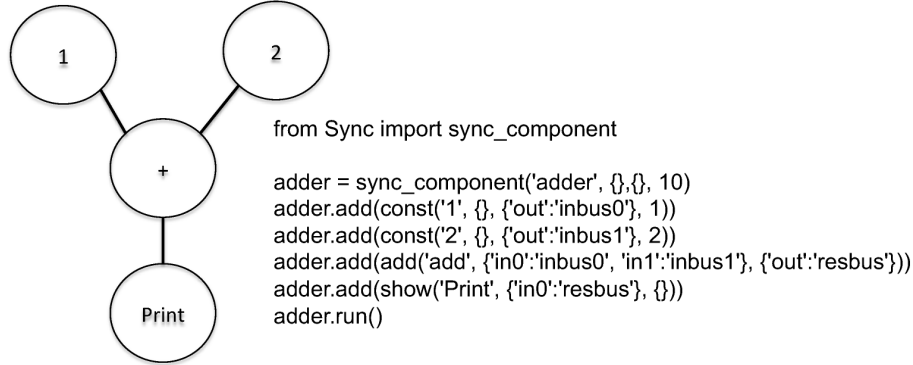 1
2
+
Print
from Sync import sync_component
adder = sync_component('adder', {},{}, 10)
adder.add(const('1', {}, {'out':'inbus0'}, 1))
adder.add(const('2', {}, {'out':'inbus1'}, 2))
adder.add(add('add', {'in0':'inbus0', 'in1':'inbus1'}, {'out':'resbus'}))
adder.add(show('Print', {'in0':'resbus'}, {}))
adder.run()